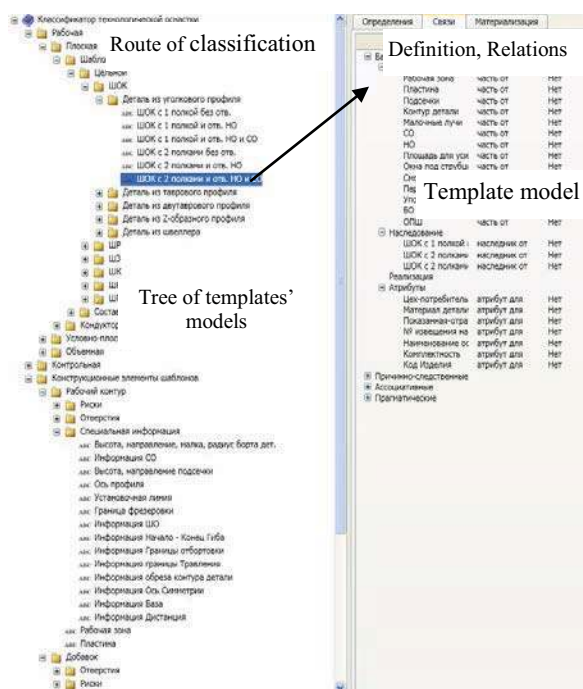 Классификатор технологической оснастки
Рабочая
Плоская
Route of classification
Шабло
Цельнои
ШОК
Деталь из уголкового профиля
ШОК с 1 полкой без отв.
ШОК с 1 полкой и отв. НО
ШОК с 1 полкой и отв. НО и СО
ШОК с 2 полками без отв.
ШОК с 2 полками и отв. НО
ШОК с 2 полками и отв. НО и
Деталь из таврового профиля
Деталь из двутаврового профиля
Деталь из Z-образного профиля
Деталь из швеллера
ШР
ШЗ
ШК
Tree of templates'
models
Состав
Кондуктор
Условно-плос
Объемная
Контрольная
Конструкционные элементы шаблонов
Рабочий контур
Риски
Отверстия
Специальная информация
Высота, направление, малка, радиус борта дет.
Информация СО
Высота, направление подсечки
Ось профиля
Установочная линия
Граница фрезеровки
Информация ШО
Информация Начало - Конец Гиба
Информация Границы отбортовки
Информация границы Травления
Информация обреза контура детали
Информация Ось Симметрии
Информация База
Информация Дистанция
Рабочая зона
Пластина
Добавок
Отверстия
Риски
Определения Связи Материализация
Definition, Relations
Рабочая зона часть от Нет
Пластина часть от Нет
Подсечки часть от Нет
Контур детали часть от Нет
Малочные лучи часть от Нет
СО часть от Нет
НО часть от Нет
Площадь для уси часть от Нет
Окна под струбци часть от Нет
Template model
БО
ОПШ часть от Нет
Наследование
ШОК с 1 полкой наследник от Нет
ШОК с 2 полками наследник от Нет
ШОК с 2 полками наследник от Нет
Реализация
Атрибуты
Цех-потребитель атрибут для Нет
Материал детали атрибут для Нет
Показанная-отра атрибут для Нет
№ извещения на атрибут для Нет
Наименование ос атрибут для Нет
Комплектность атрибут для Нет
Код Изделия атрибут для Нет
Причинно-следственные
Ассоциативные
Прагматические